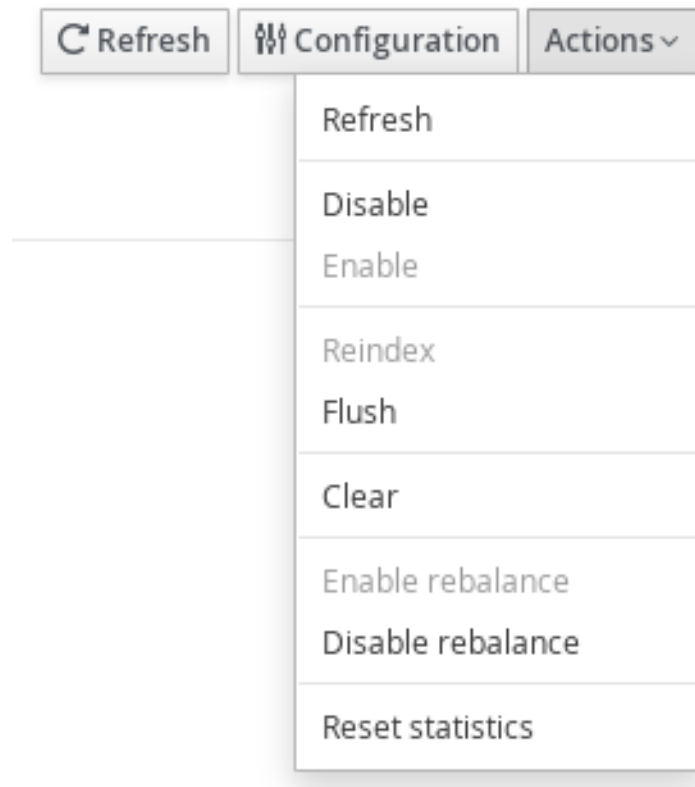 Refresh Configuration Actions
Refresh
Disable
Enable
Reindex
Flush
Clear
Enable rebalance
Disable rebalance
Reset statistics